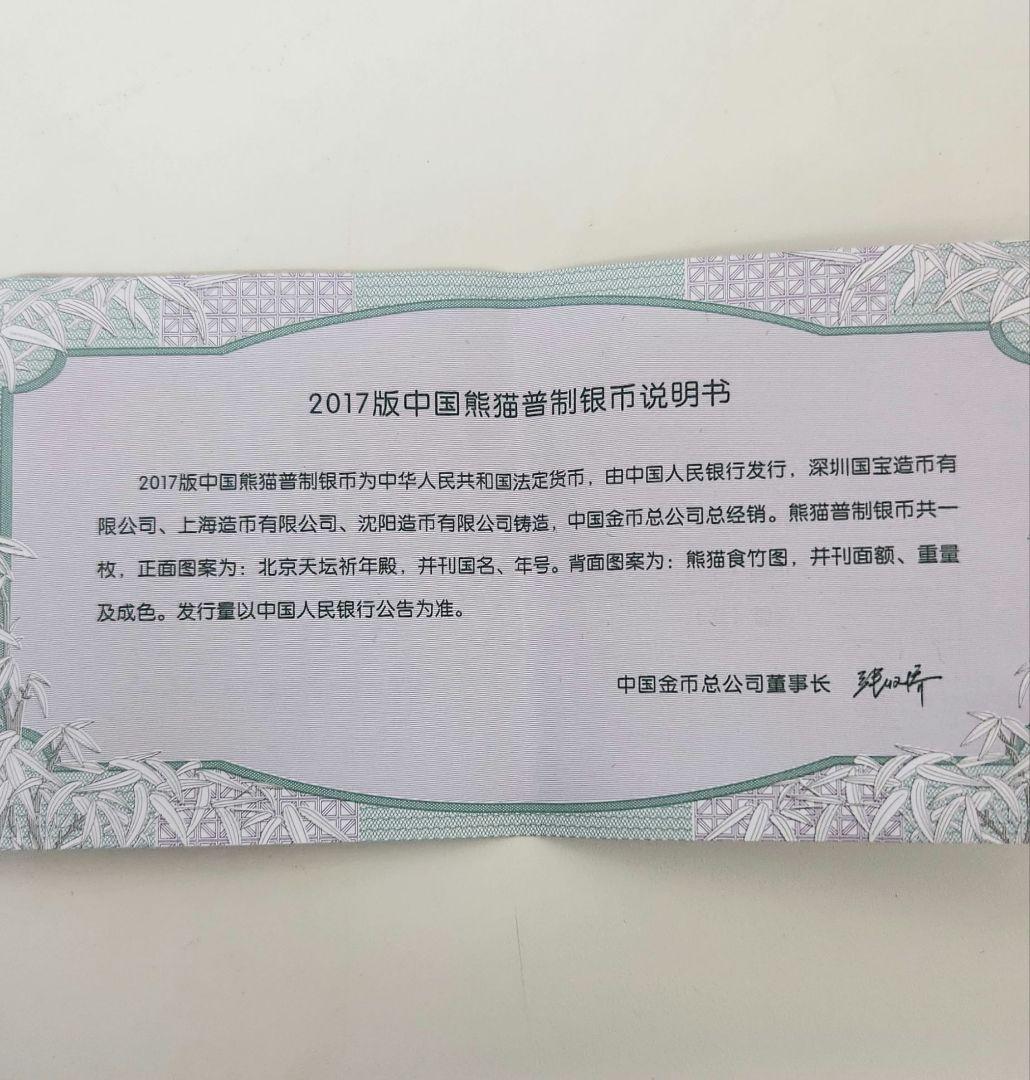 2017版中国熊猫普制银币说明书
2017版中国熊猫普制银币为中华人民共和国法定货币，由中国人民银行发行，深圳国宝造币有
限公司、上海造币有限公司、沈阳造币有限公司铸造，中国金币总公司总经销。熊猫普制银币共一
枚，正面图案为：北京天坛祈年殿，并刊国名、年号。背面图案为：熊猫食竹图，并刊面额、重量
及成色。发行量以中国人民银行公告为准。
中国金币总公司董事长